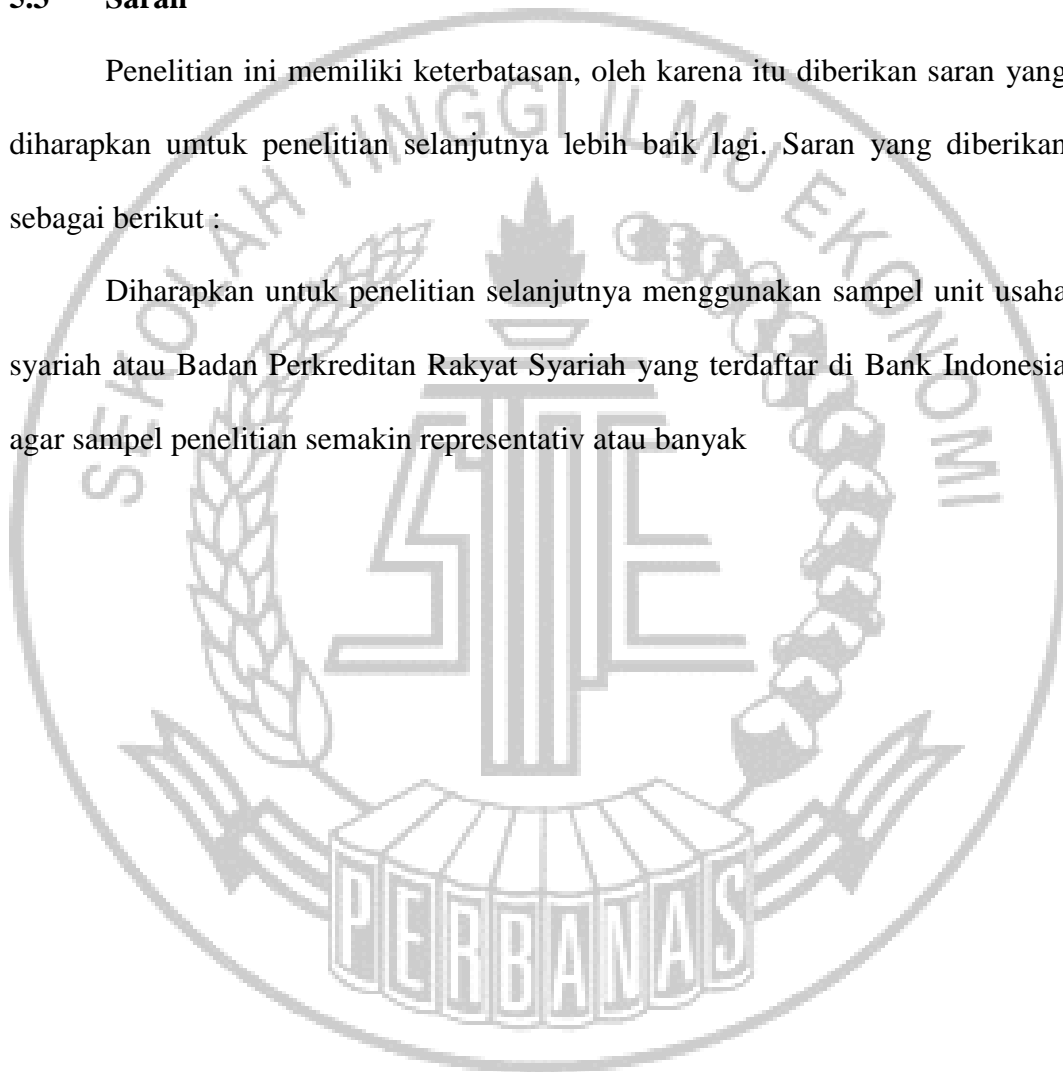 5.3 Saran
Penelitian ini memiliki keterbatasan, oleh karena itu diberikan saran yang
diharapkan umtuk penelitian selanjutnya lebih baik lagi. Saran yang diberikan
sebagai berikut :
Diharapkan untuk penelitian selanjutnya menggunakan sampel unit usaha
syariah atau Badan Perkreditan Rakyat Syariah yang terdaftar di Bank Indonesia
agar sampel penelitian semakin representativ atau banyak
SEKOLAH TINGGI ILMU EKONOMI
PERBANAS